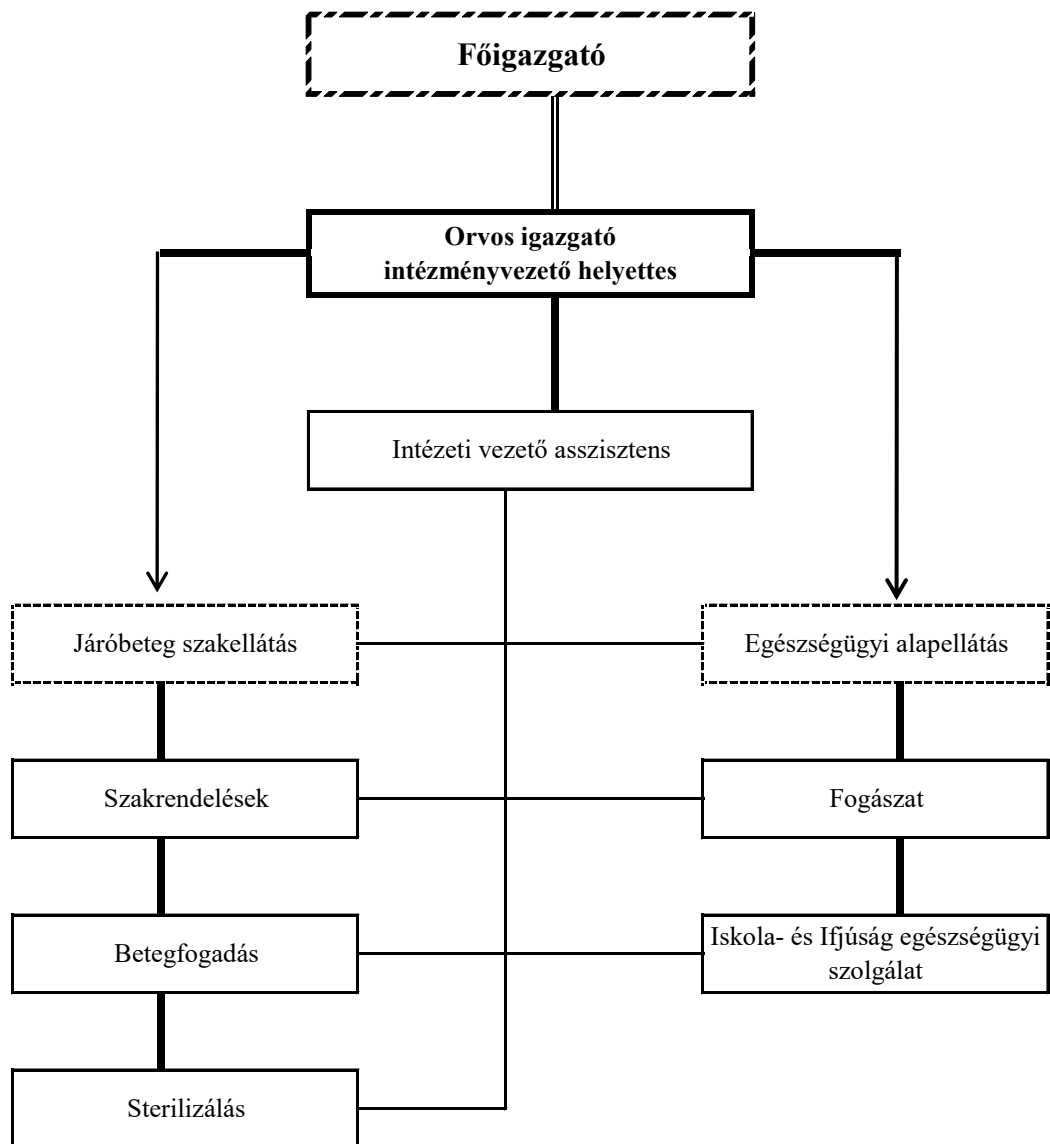 Főigazgató
Orvos igazgató
intézményvezető helyettes
Intézeti vezető asszisztens
Járóbeteg szakellátás
Egészségügyi alapellátás
Szakrendelések
Fogászat
Betegfogadás
Iskola- és Ifjúság egészségügyi
szolgálat
Sterilizálás